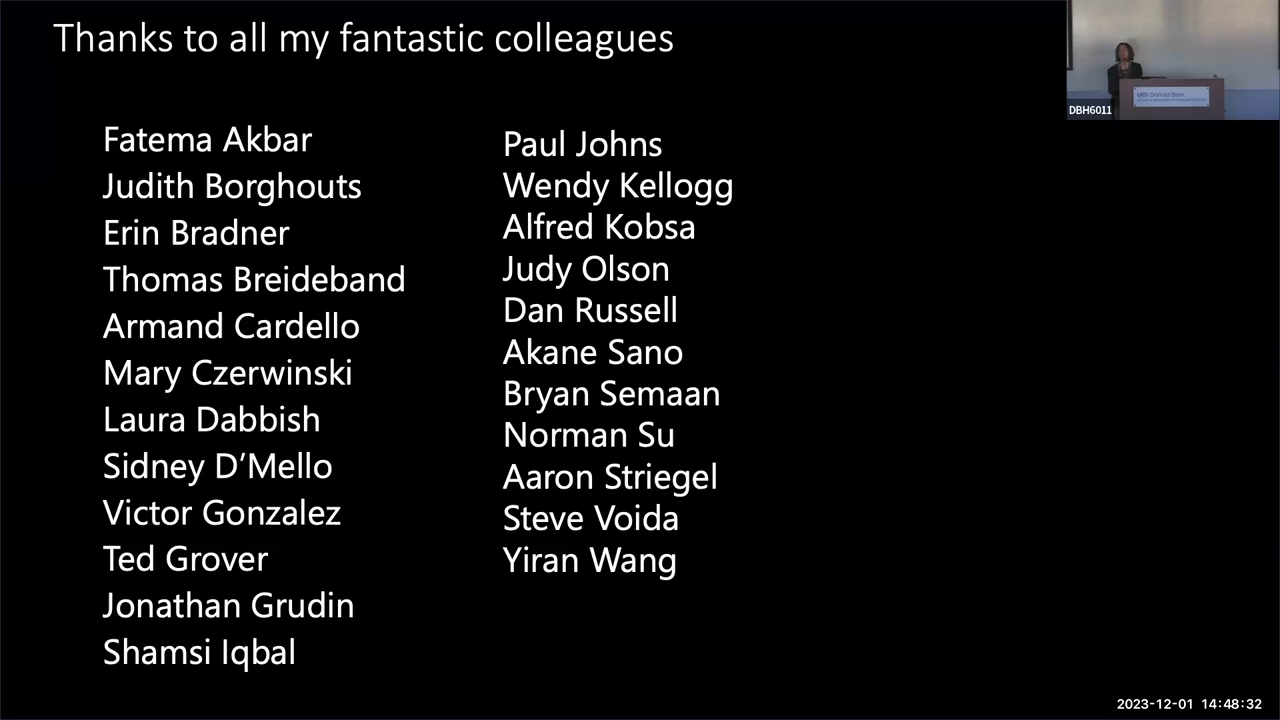 Thanks to all my fantastic colleagues
Fatema Akbar
Judith Borghouts
Erin Bradner
Thomas Breideband
Armand Cardello
Mary Czerwinski
Laura Dabbish
Sidney D’Mello
Victor Gonzalez
Ted Grover
Jonathan Grudin
Shamsi Iqbal
Paul Johns
Wendy Kellogg
Alfred Kobsa
Judy Olson
Dan Russell
Akane Sano
Bryan Semaan
Norman Su
Aaron Striegel
Steve Voida
Yiran Wang
UCI Donald Bren
DBH6011
2023-12-01 14:48:32